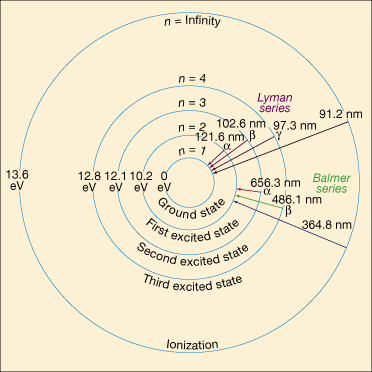 n = Infinity
n = 4
n = 3
n = 2
n = 1
Lyman
series
102.6 nm
121.6 nm
97.3 nm
91.2 nm
α
β
γ
13.6
eV
12.8
eV
12.1
eV
10.2
eV
0
eV
Balmer
series
656.3 nm
α
486.1 nm
β
364.8 nm
Ground state
First excited state
Second excited state
Third excited state
Ionization